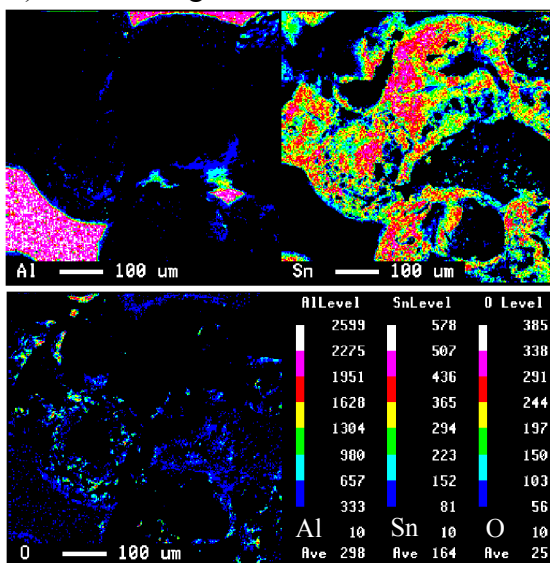 Al 100 um
Sn 100 um
O 100 um
AlLevel SnLevel O Level
2599 578 385
2275 507 338
1951 436 291
1628 365 244
1304 294 197
980 223 150
657 152 103
333 81 56
Al 10 Sn 10 O 10
Ave 298 Ave 164 Ave 25